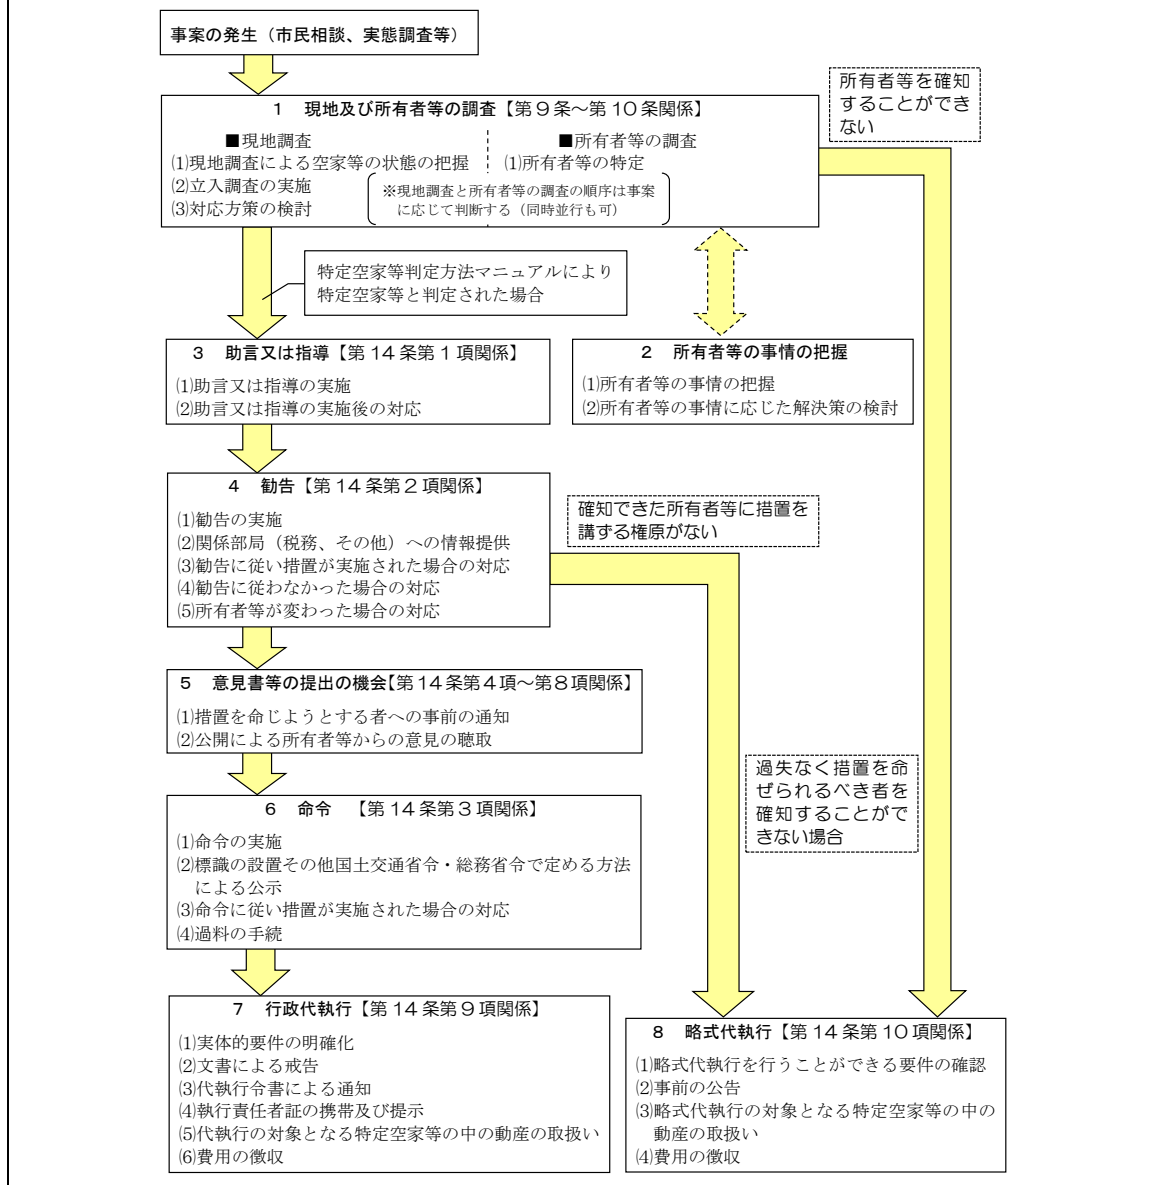 事案の発生（市民相談、実態調査等）
所有者等を確知
することができ
ない
１　現地及び所有者等の調査【第９条～第１０条関係】
■現地調査
⑴現地調査による空家等の状態の把握
⑵立入調査の実施
⑶対応方策の検討
■所有者等の調査
⑴所有者等の特定
※現地調査と所有者等の調査の順序は事案
に応じて判断する（同時並行も可）
特定空家等判定方法マニュアルにより
特定空家等と判定された場合
３　助言又は指導【第１４条第１項関係】
⑴助言又は指導の実施
⑵助言又は指導の実施後の対応
２　所有者等の事情の把握
⑴所有者等の事情の把握
⑵所有者等の事情に応じた解決策の検討
４　勧告【第１４条第２項関係】
⑴勧告の実施
⑵関係部局（税務、その他）への情報提供
⑶勧告に従い措置が実施された場合の対応
⑷勧告に従わなかった場合の対応
⑸所有者等が変わった場合の対応
確知できた所有者等に措置を
講ずる権原がない
５　意見書等の提出の機会【第１４条第４項～第８項関係】
⑴措置を命じようとする者への事前の通知
⑵公開による所有者等からの意見の聴取
過失なく措置を命
ぜられるべき者を
確知することがで
きない場合
６　命令　【第１４条第３項関係】
⑴命令の実施
⑵標識の設置その他国土交通省令・総務省令で定める方法
による公示
⑶命令に従い措置が実施された場合の対応
⑷過料の手続
７　行政代執行【第１４条第９項関係】
⑴実体的要件の明確化
⑵文書による戒告
⑶代執行令書による通知
⑷執行責任者証の携帯及び提示
⑸代執行の対象となる特定空家等の中の動産の取扱い
⑹費用の徴収
８　略式代執行【第１４条第１０項関係】
⑴略式代執行を行うことができる要件の確認
⑵事前の公告
⑶略式代執行の対象となる特定空家等の中の
動産の取扱い
⑷費用の徴収